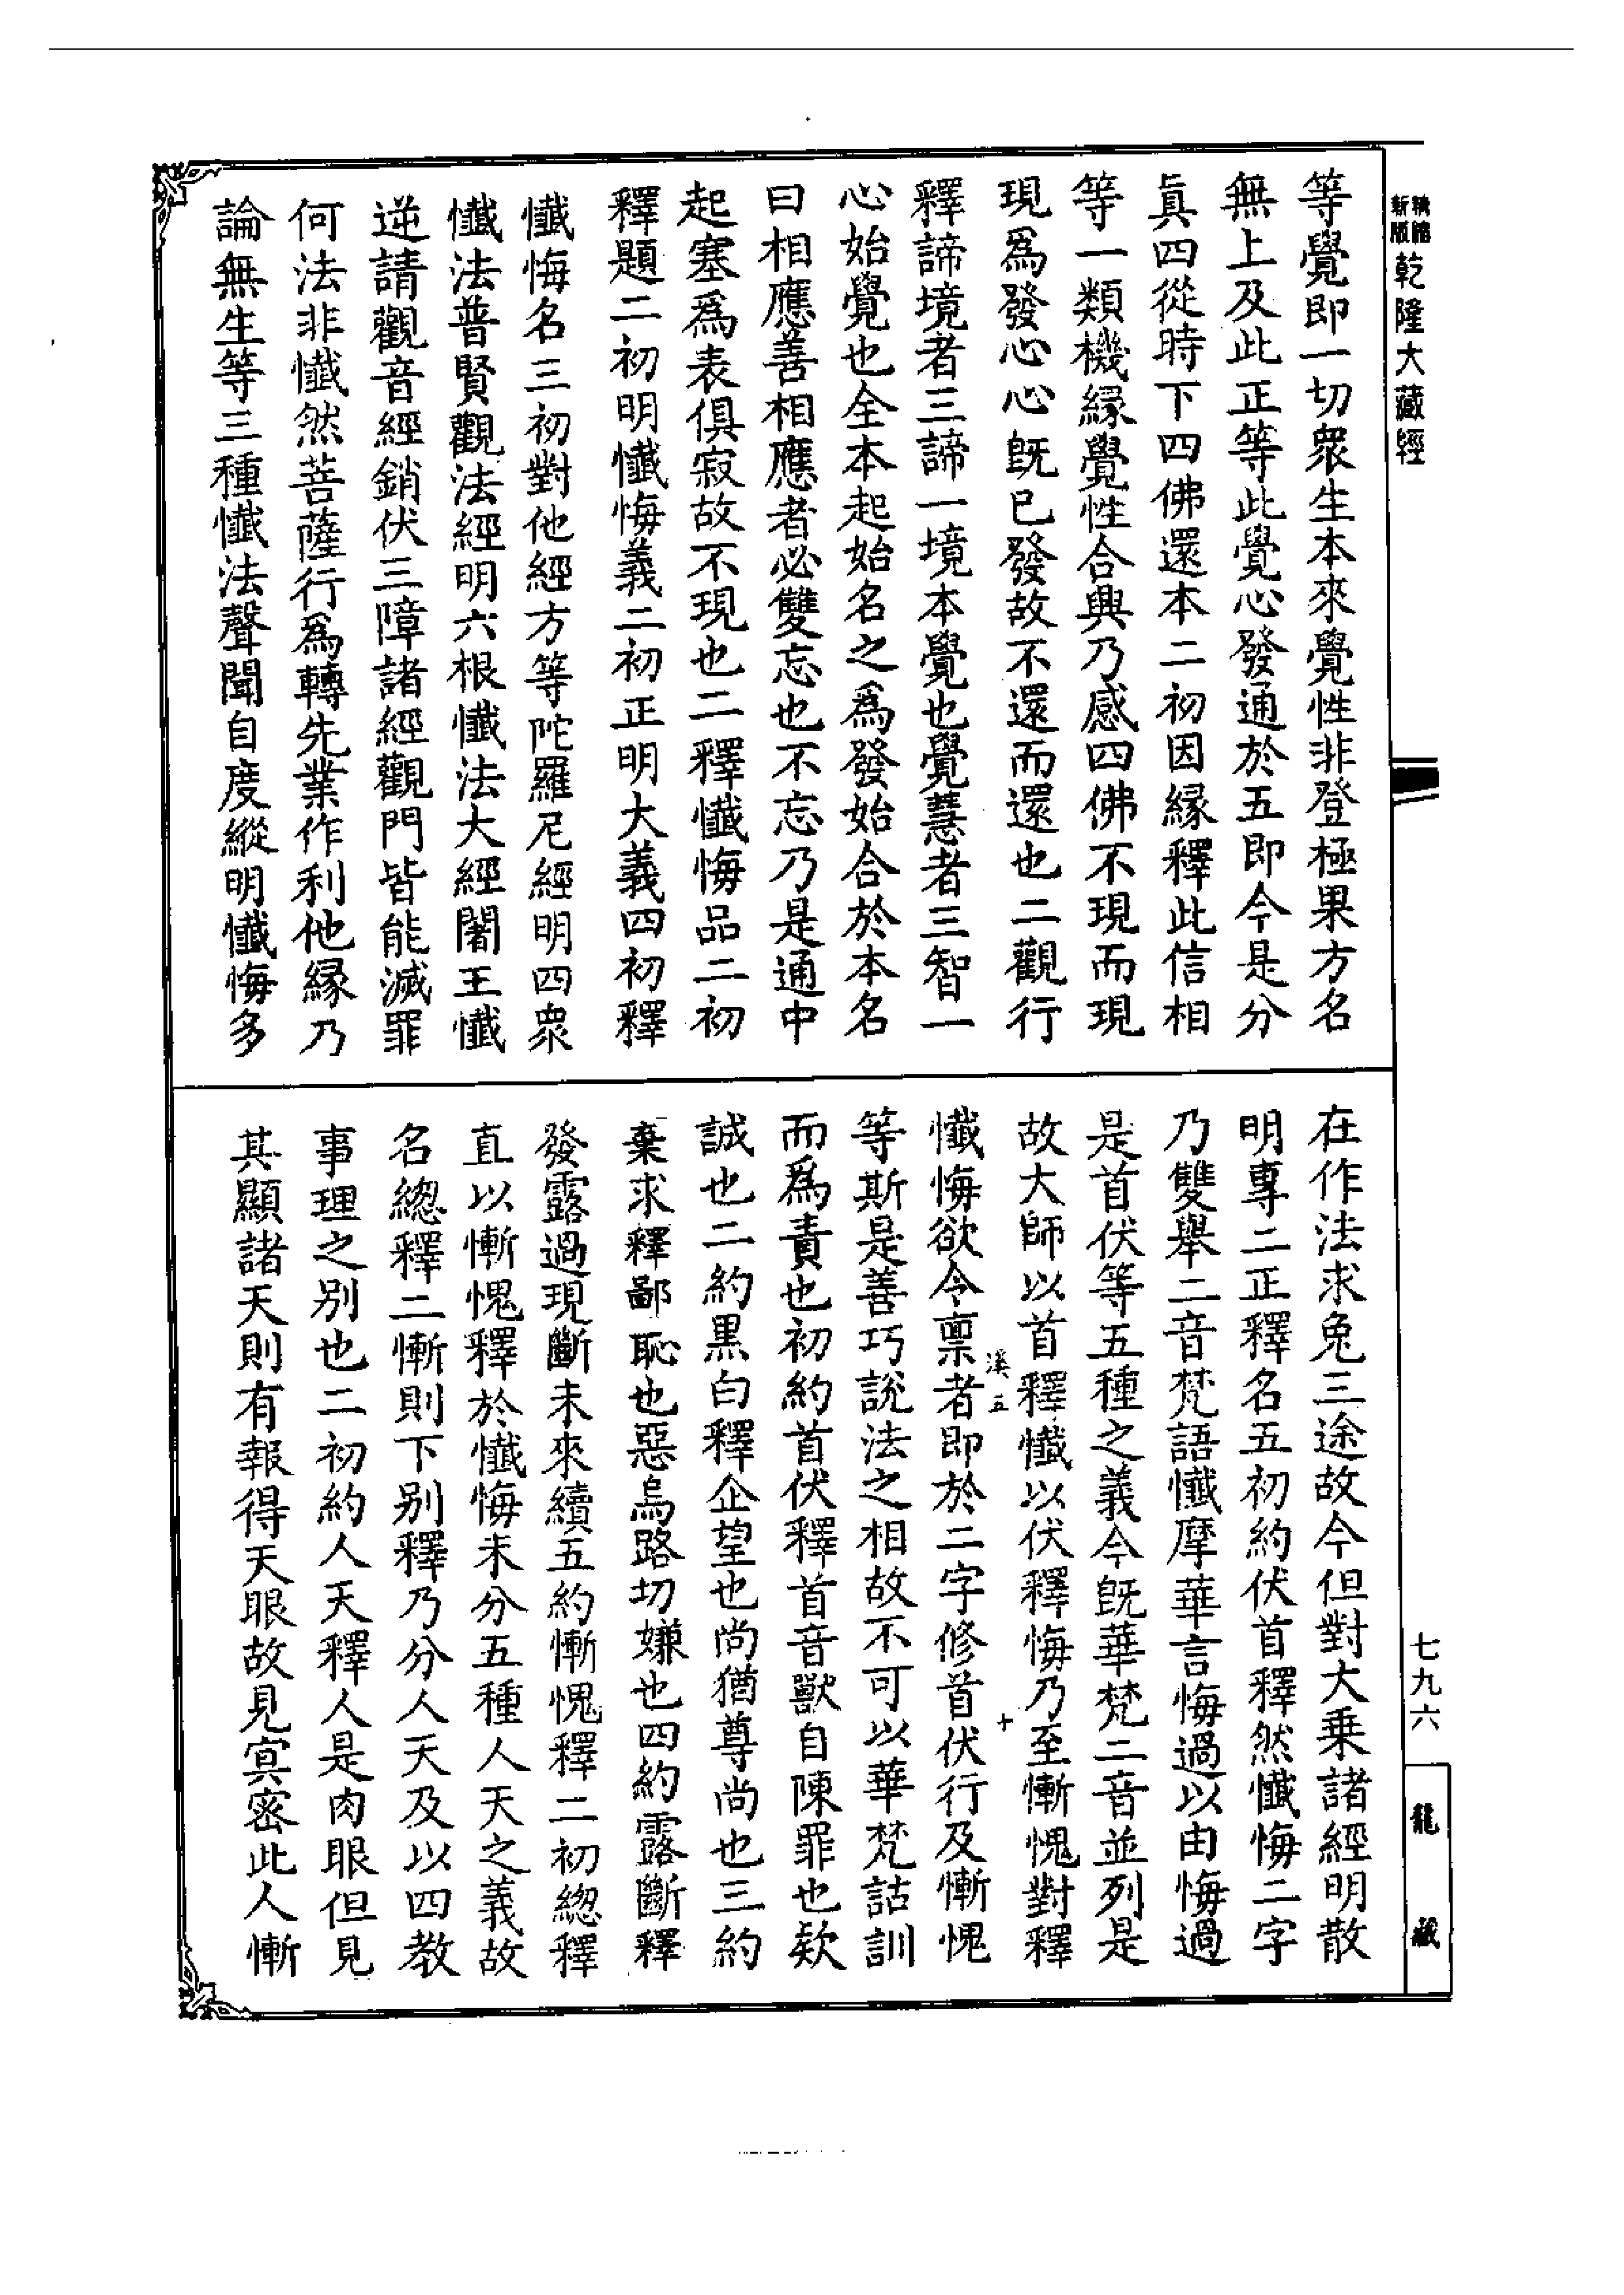 新版精縮乾隆大藏經
等覺即一切衆生本來覺性非登極果方名
無上及此正等此覺心發通於五即今是分
眞四從時下四佛還本二初因緣釋此信相
等一類機緣覺性合與乃感四佛不現而現
現爲發心心旣已發故不還而還也二觀行
釋諦境者三諦一境本覺也覺慧者三智一
心始覺也全本起始名之爲發始合於本名
曰相應善相應者必雙忘也不忘乃是通中
起塞爲表俱寂故不現也二釋懺悔品二初
釋題二初明懺悔義二初正明大義四初釋
懺悔名三初對他經方等陀羅尼經明四衆
懺法普賢觀法經明六根懺法大經闍王懺
逆請觀音經銷伏三障諸經觀門皆能滅罪
何法非懺然菩薩行爲轉先業作利他緣乃
論無生等三種懺法聲聞自度縱明懺悔多
在作法求免三途故今但對大乘諸經明散
明專二正釋名五初約伏首釋然懺悔二字
乃雙舉二音梵語懺摩華言悔過以由悔過
是首伏等五種之義今旣華梵二音並列是
故大師以首釋懺以伏釋悔乃至慚愧對釋
溪五 十
懺悔欲令禀者即於二字修首伏行及慚愧
等斯是善巧說法之相故不可以華梵詁訓
而爲責也初約首伏釋首音獸自陳罪也欵
誠也二約黑白釋企望也尚猶尊尚也三約
棄求釋鄙恥也惡烏路切嫌也四約露斷釋
發露過現斷未來續五約慚愧釋二初總釋
直以慚愧釋於懺悔未分五種人天之義故
名總釋二慚則下別釋乃分人天及以四教
事理之別也二初約人天釋人是肉眼但見
其顯諸天則有報得天眼故見冥密此人慚
七九六
龍藏